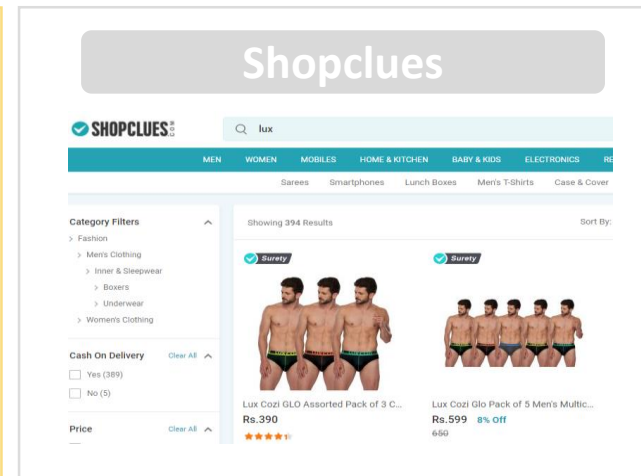 Shopclues
SHOPCLUES.COM
lux
MEN WOMEN MOBILES HOME & KITCHEN BABY & KIDS ELECTRONICS RE
Sarees Smartphones Lunch Boxes Men's T-Shirts Case & Cover
Category Filters
> Fashion
> Men's Clothing
> Inner & Sleepwear
> Boxers
> Underwear
> Women's Clothing
Cash On Delivery Clear All
Yes (389)
No (5)
Price Clear All
Showing 394 Results Sort By:
Surety
Lux Cozi GLO Assorted Pack of 3 C...
Rs.390
Surety
Lux Cozi Glo Pack of 5 Men's Multic...
Rs.599 8% Off
650